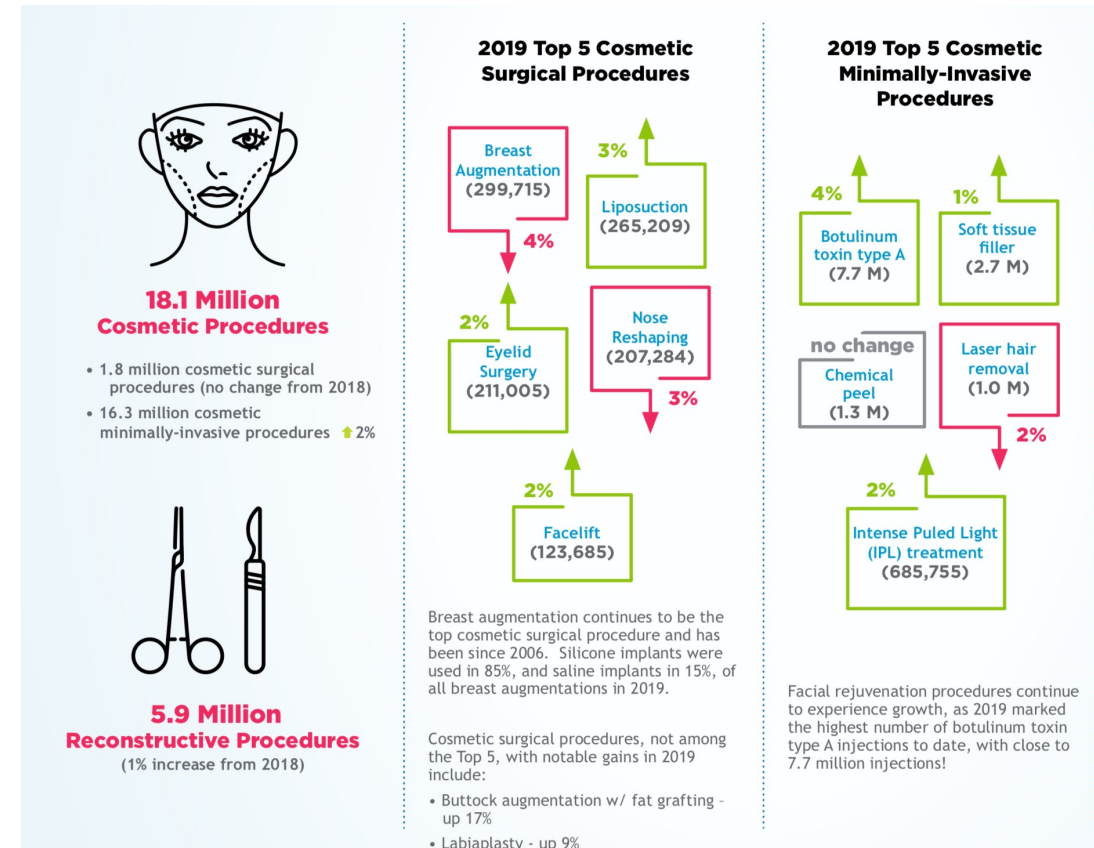 18.1 Million
Cosmetic Procedures
• 1.8 million cosmetic surgical
procedures (no change from 2018)
• 16.3 million cosmetic
minimally-invasive procedures 2%
5.9 Million
Reconstructive Procedures
(1% increase from 2018)
2019 Top 5 Cosmetic
Surgical Procedures
Breast
Augmentation
(299,715)
4%
3%
Liposuction
(265,209)
2%
Eyelid
Surgery
(211,005)
Nose
Reshaping
(207,284)
3%
2%
Facelift
(123,685)
Breast augmentation continues to be the
top cosmetic surgical procedure and has
been since 2006. Silicone implants were
used in 85%, and saline implants in 15%, of
all breast augmentations in 2019.
Cosmetic surgical procedures, not among
the Top 5, with notable gains in 2019
include:
• Buttock augmentation w/ fat grafting -
up 17%
• Labiaplasty - up 9%
2019 Top 5 Cosmetic
Minimally-Invasive
Procedures
4%
Botulinum
toxin type A
(7.7 M)
1%
Soft tissue
filler
(2.7 M)
no change
Chemical
peel
(1.3 M)
Laser hair
removal
(1.0 M)
2%
2%
Intense Puled Light
(IPL) treatment
(685,755)
Facial rejuvenation procedures continue
to experience growth, as 2019 marked
the highest number of botulinum toxin
type A injections to date, with close to
7.7 million injections!